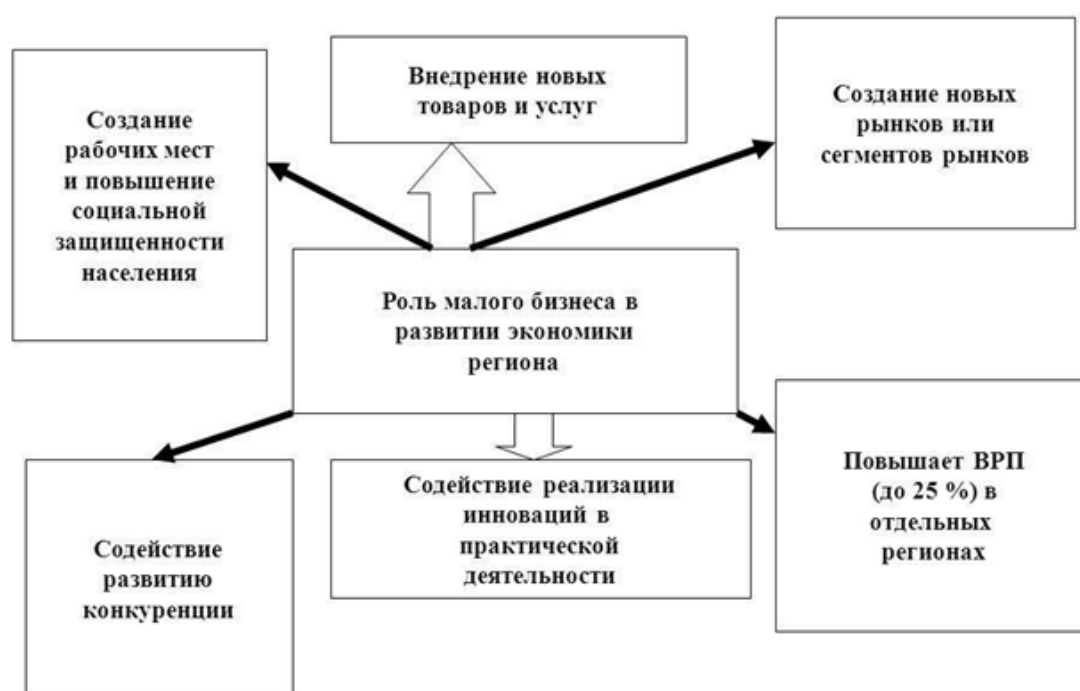 Создание
рабочих мест
и повышение
социальной
защищенности
населения
Внедрение новых
товаров и услуг
Создание новых
рынков или
сегментов рынков
Роль малого бизнеса в
развитии экономики
региона
Содействие
развитию
конкуренции
Содействие реализации
инноваций в
практической
деятельности
Повышает ВРП
(до 25 %) в
отдельных
регионах